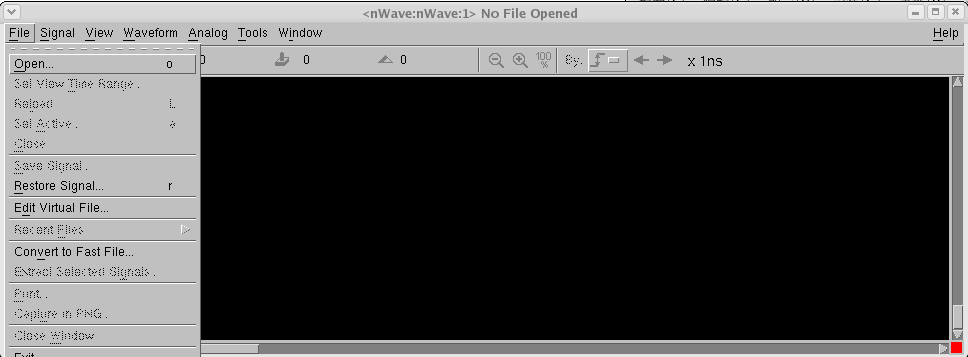 <nWave:nWave:1> No File Opened
File Signal View Waveform Analog Tools Window Help
0 0 0 100 % By: x 1ns
Open... o
Set View Time Range...
Reload L
Set Active... a
Close
Save Signal...
Restore Signal... r
Edit Virtual File...
Recent Files
Convert to Fast File...
Extract Selected Signals...
Print...
Capture in PNG...
Close Window
Exit